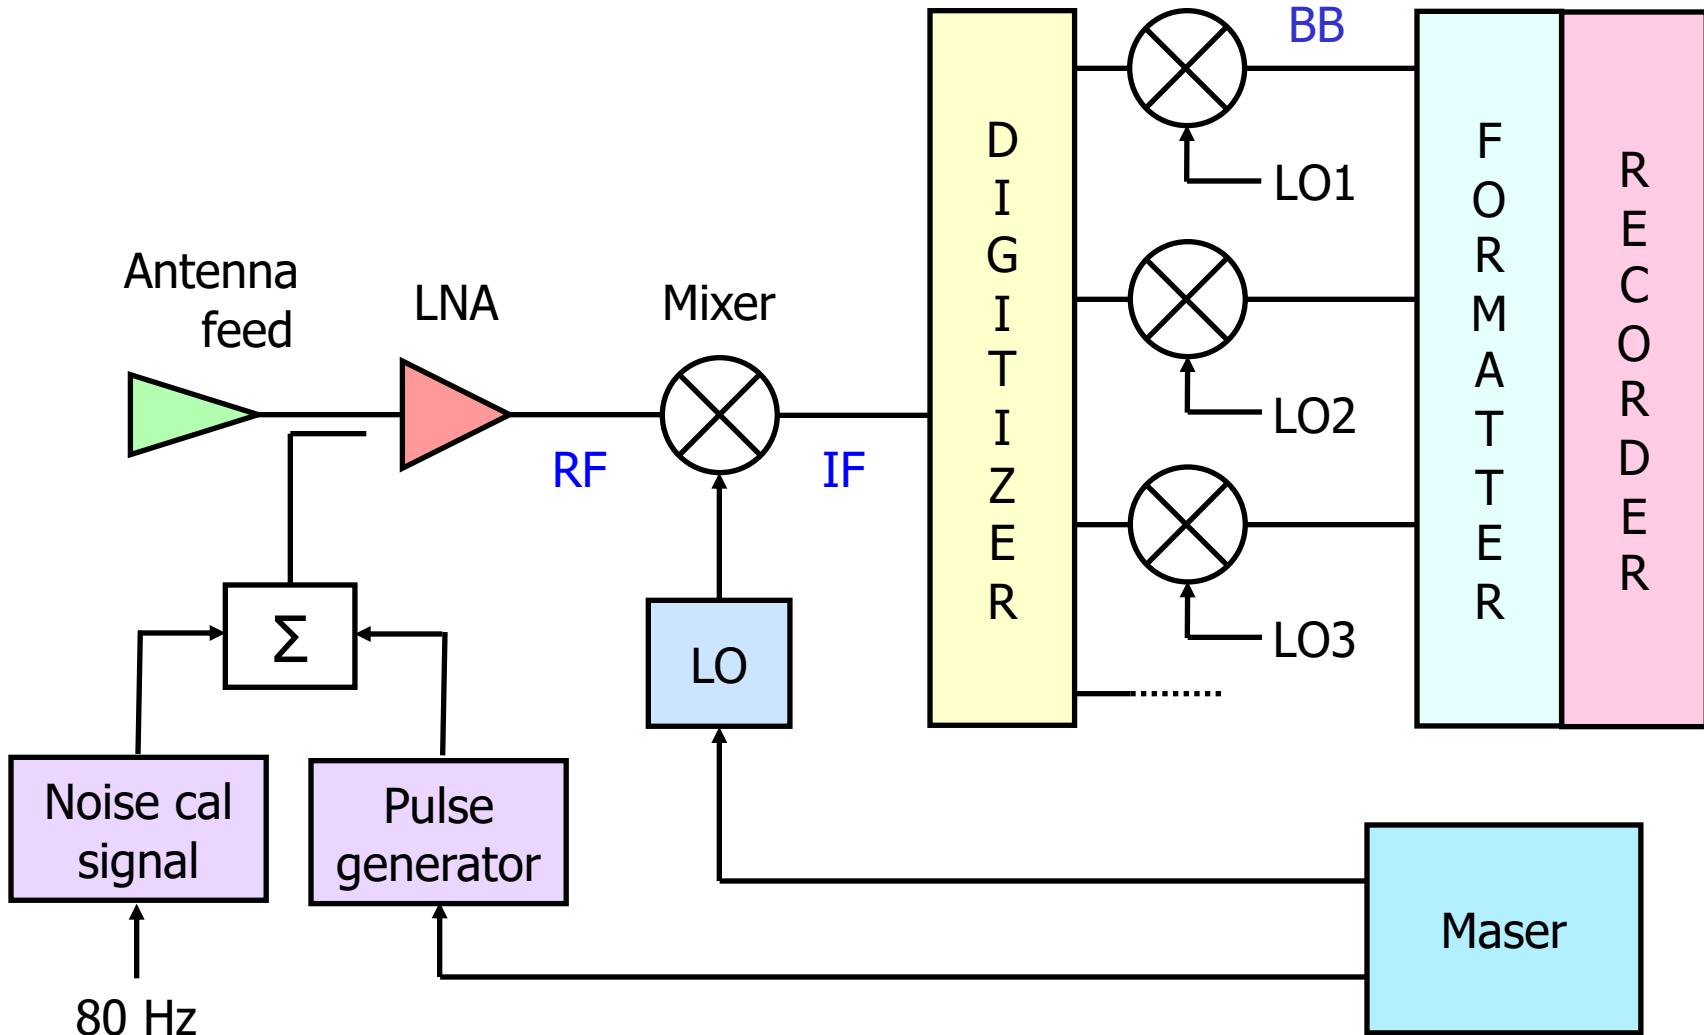 BB
DIGITIZER
FORMATTER
RECORDER
LO1
Antenna
feed
LNA
Mixer
LO2
RF
IF
Σ
LO
LO3
Noise cal
signal
Pulse
generator
Maser
80 Hz